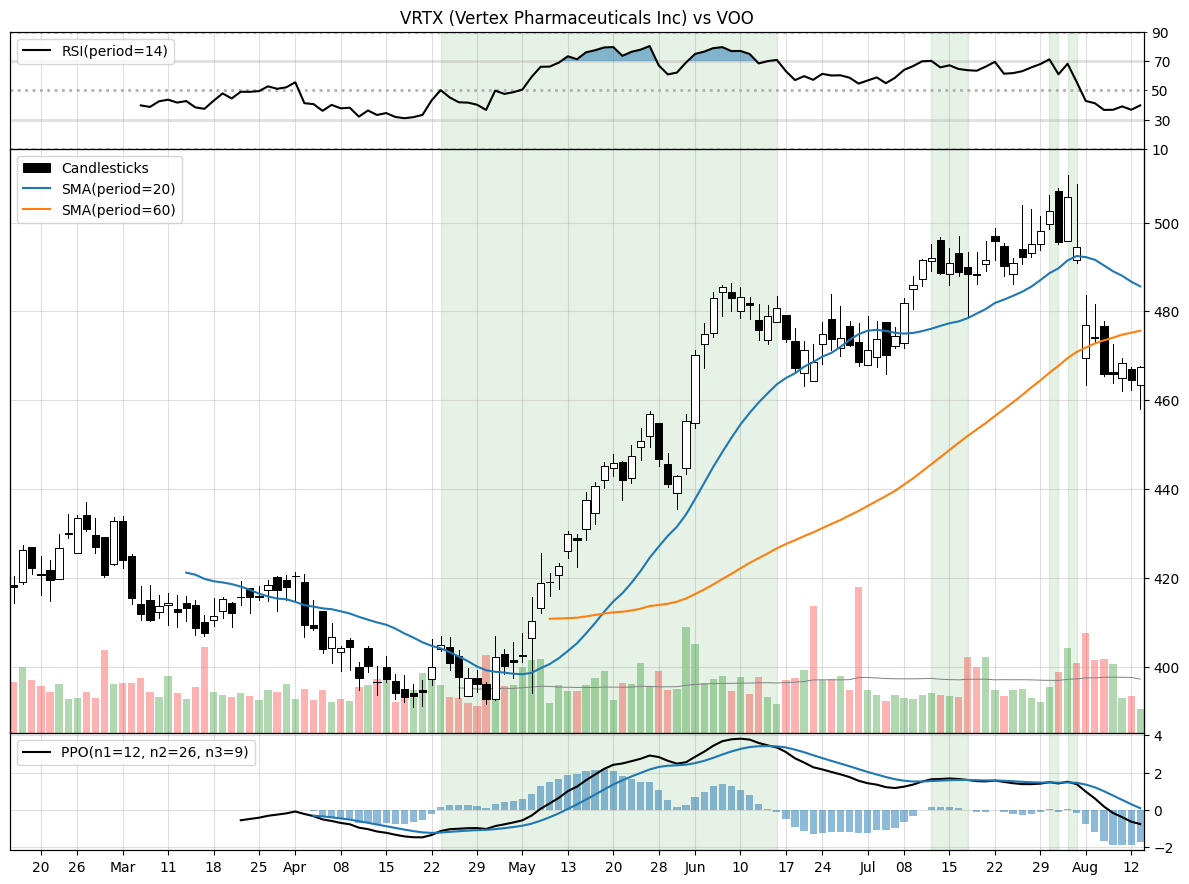 VRTX (Vertex Pharmaceuticals Inc) vs VOO
RSI(period=14)
90
70
50
30
10
Candlesticks
SMA(period=20)
SMA(period=60)
500
480
460
440
420
400
PPO(n1=12, n2=26, n3=9)
4
2
0
−2
20 26 Mar 11 18 25 Apr 08 15 22 29 May 13 20 28 Jun 10 17 24 Jul 08 15 22 29 Aug 12